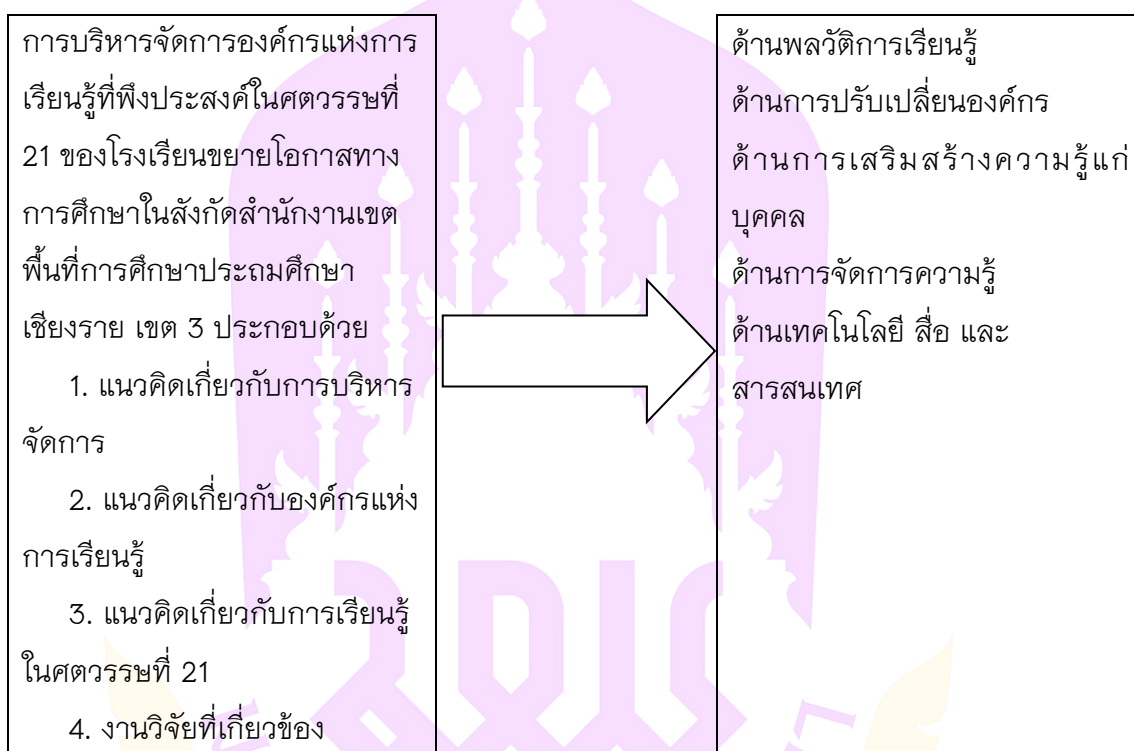 การบริหารจัดการองค์กรแห่งการ
เรียนรู้ที่พึงประสงค์ในศตวรรษที่
21 ของโรงเรียนขยายโอกาสทาง
การศึกษาในสังกัดสำนักงานเขต
พื้นที่การศึกษาประถมศึกษา
เชียงราย เขต 3 ประกอบด้วย
1. แนวคิดเกี่ยวกับการบริหาร
จัดการ
2. แนวคิดเกี่ยวกับองค์กรแห่ง
การเรียนรู้
3. แนวคิดเกี่ยวกับการเรียนรู้
ในศตวรรษที่ 21
4. งานวิจัยที่เกี่ยวข้อง
ด้านพลวัติการเรียนรู้
ด้านการปรับเปลี่ยนองค์กร
ด้านการเสริมสร้างความรู้แก่
บุคคล
ด้านการจัดการความรู้
ด้านเทคโนโลยี สื่อ และ
สารสนเทศ